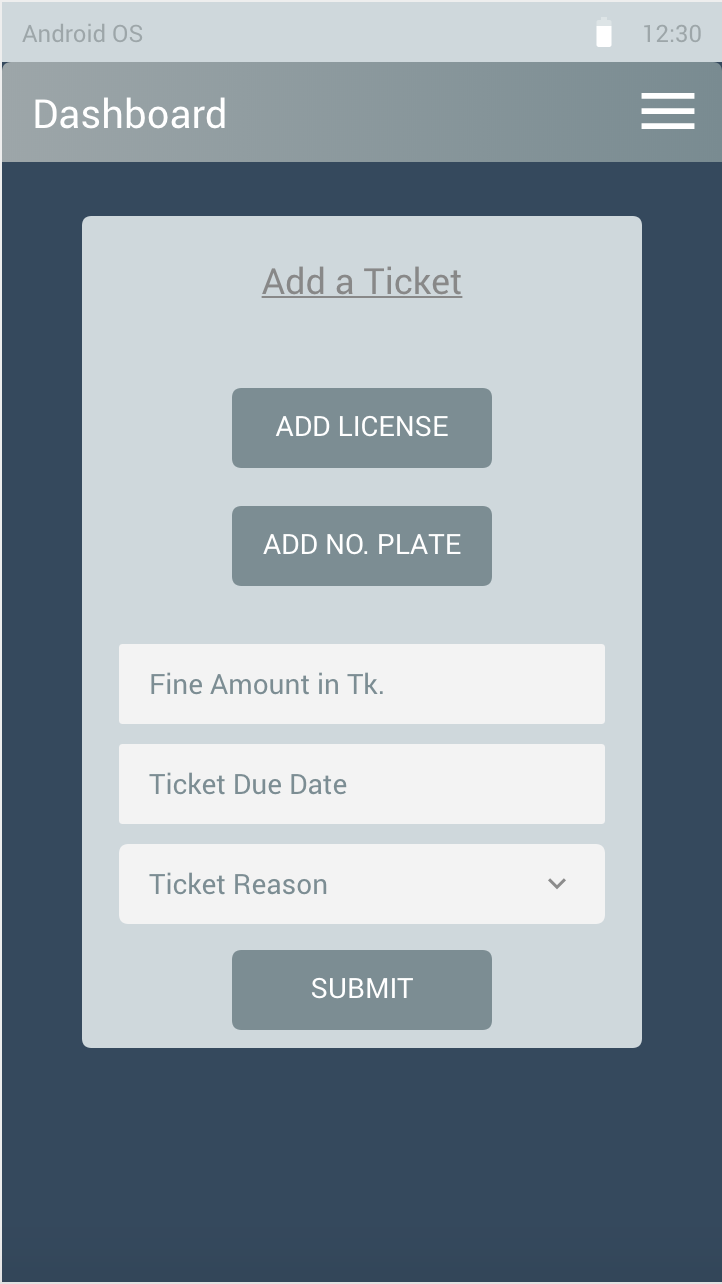 Android OS 12:30
Dashboard
Add a Ticket
ADD LICENSE
ADD NO. PLATE
Fine Amount in Tk.
Ticket Due Date
Ticket Reason
SUBMIT